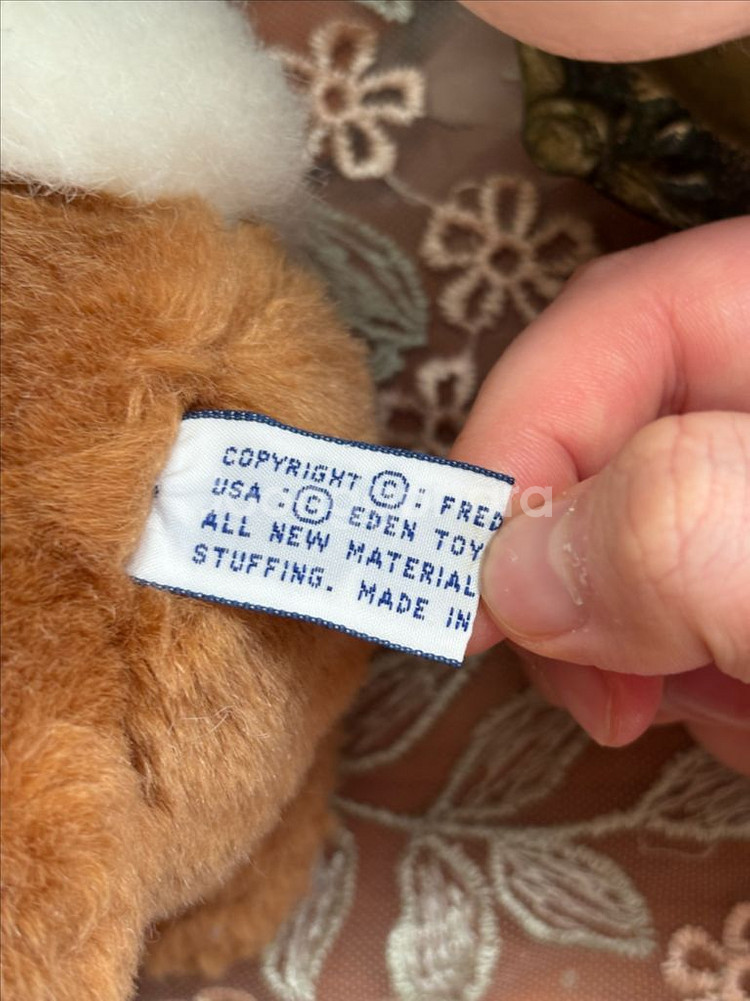 COPYRIGHT © FRED
USA © EDEN TOY
ALL NEW MATERIAL
STUFFING. MADE IN